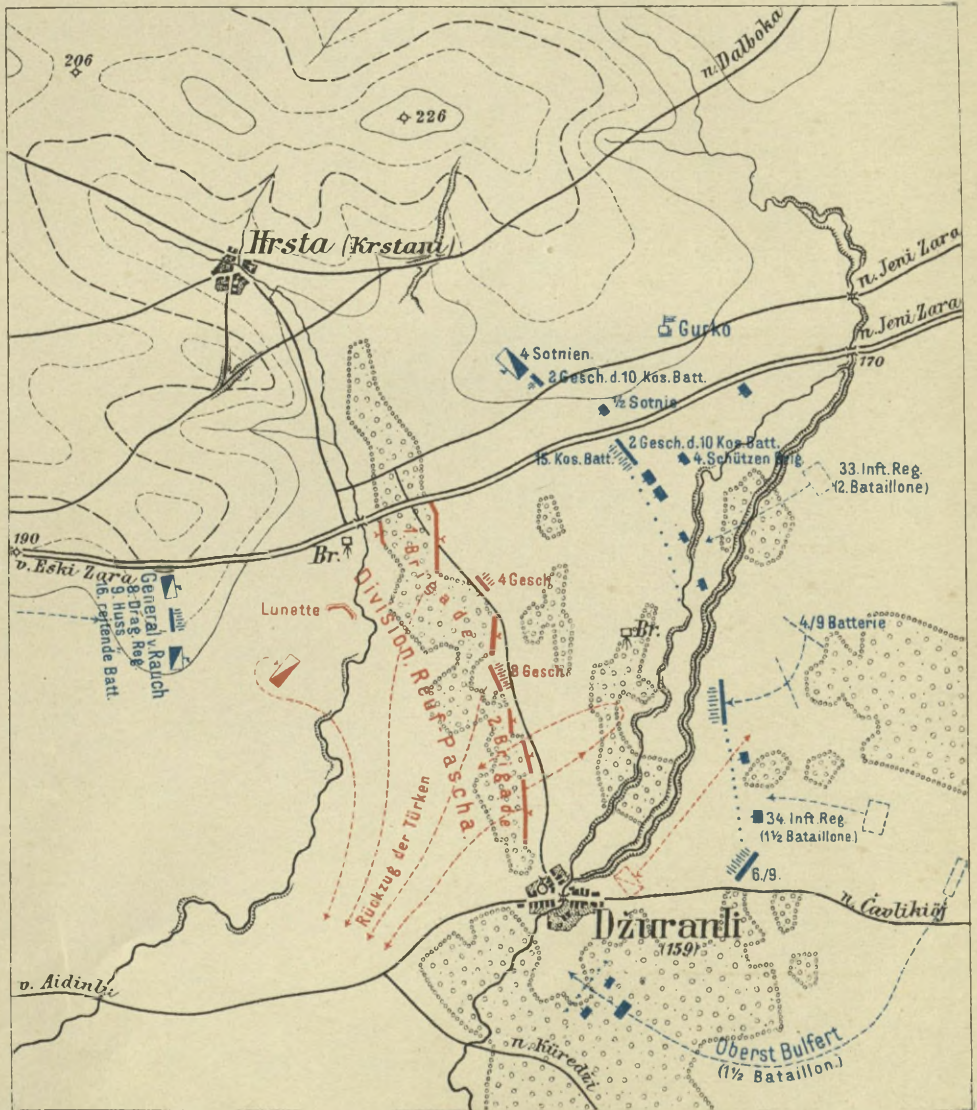 206
226
n. Dalboka
Hrsta (Krstani)
n. Jeni Zara
n. Jeni Zara
170
Gurko
4 Sotnien
2 Gesch. d. 10 Kos. Batt.
½ Sotnie
2 Gesch. d. 10 Kos. Batt.
15. Kos. Batt.
4. Schützen Brig.
33. Inft. Reg.
(2. Bataillone)
190
v. Eski Zara
Br.
General v. Rauch
8. Drag. Reg.
9. Huss. "
16. reitende Batt.
Lunette
1. Brigade
4 Gesch.
Division Reuf Pascha
8 Gesch.
2. Brigade
Br.
4/9 Batterie
Rückzug der Türken
34. Inft. Reg.
(1½ Bataillone)
6./9.
n. Čavlikiöj
Džuranli
(159)
v. Aidinli
n. Küredži
Oberst Bulfert
(1½ Bataillon.)